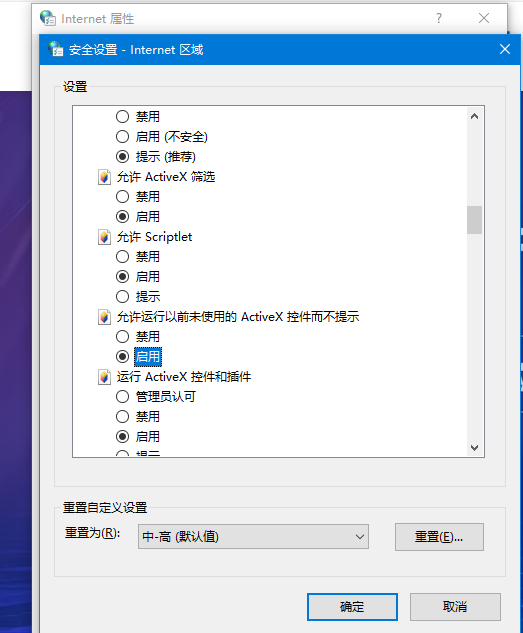 Internet 属性
安全设置 - Internet 区域
设置
禁用
启用 (不安全)
提示 (推荐)
允许 ActiveX 筛选
禁用
启用
允许 Scriptlet
禁用
启用
提示
允许运行以前未使用的 ActiveX 控件而不提示
禁用
启用
运行 ActiveX 控件和插件
管理员认可
禁用
启用
提示
重置自定义设置
重置为(R):
中-高 (默认值)
重置(E)...
确定
取消